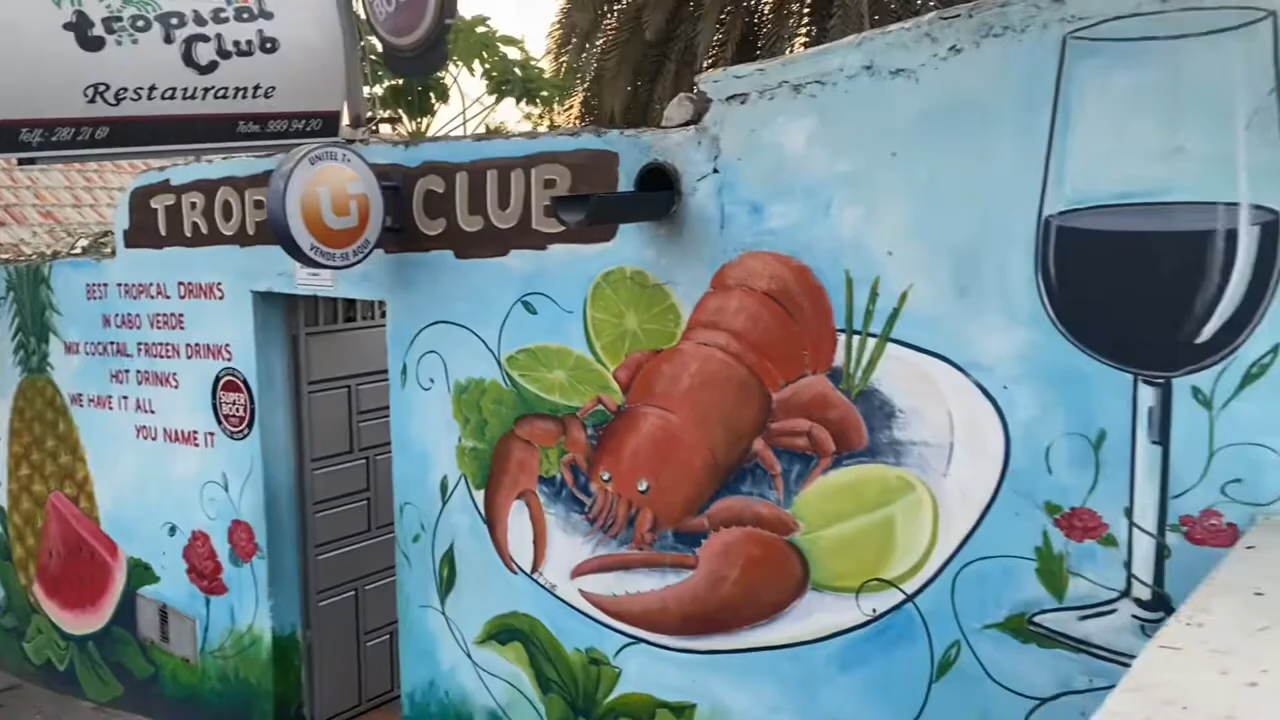 tropical
Club
Restaurante
Telf.: 281 21 61
Telm: 999 94 20
BOCK
TROP
CLUB
UNITEL T+
VENDE-SE AQUI
BEST TROPICAL DRINKS
IN CABO VERDE
MIX COCKTAIL, FROZEN DRINKS
HOT DRINKS
WE HAVE IT ALL
YOU NAME IT
SUPER
BOCK